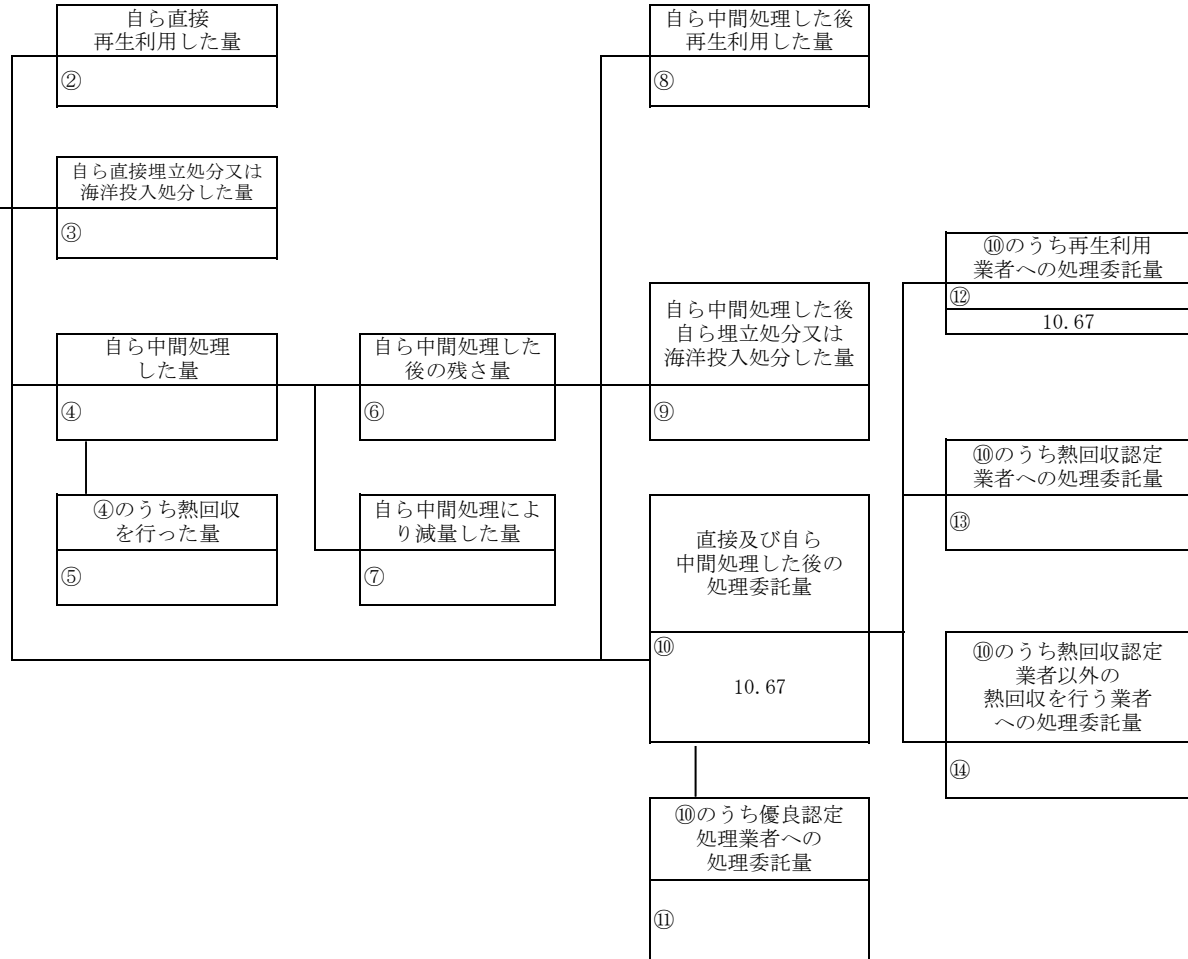 自ら直接
再生利用した量
②
自ら中間処理した後
再生利用した量
⑧
自ら直接埋立処分又は
海洋投入処分した量
③
⑩のうち再生利用
業者への処理委託量
⑫
10.67
自ら中間処理した後
自ら埋立処分又は
海洋投入処分した量
⑨
自ら中間処理
した量
④
自ら中間処理した
後の残さ量
⑥
⑩のうち熱回収認定
業者への処理委託量
⑬
④のうち熱回収
を行った量
⑤
自ら中間処理によ
り減量した量
⑦
直接及び自ら
中間処理した後の
処理委託量
⑩
10.67
⑩のうち熱回収認定
業者以外の
熱回収を行う業者
への処理委託量
⑭
⑩のうち優良認定
処理業者への
処理委託量
⑪